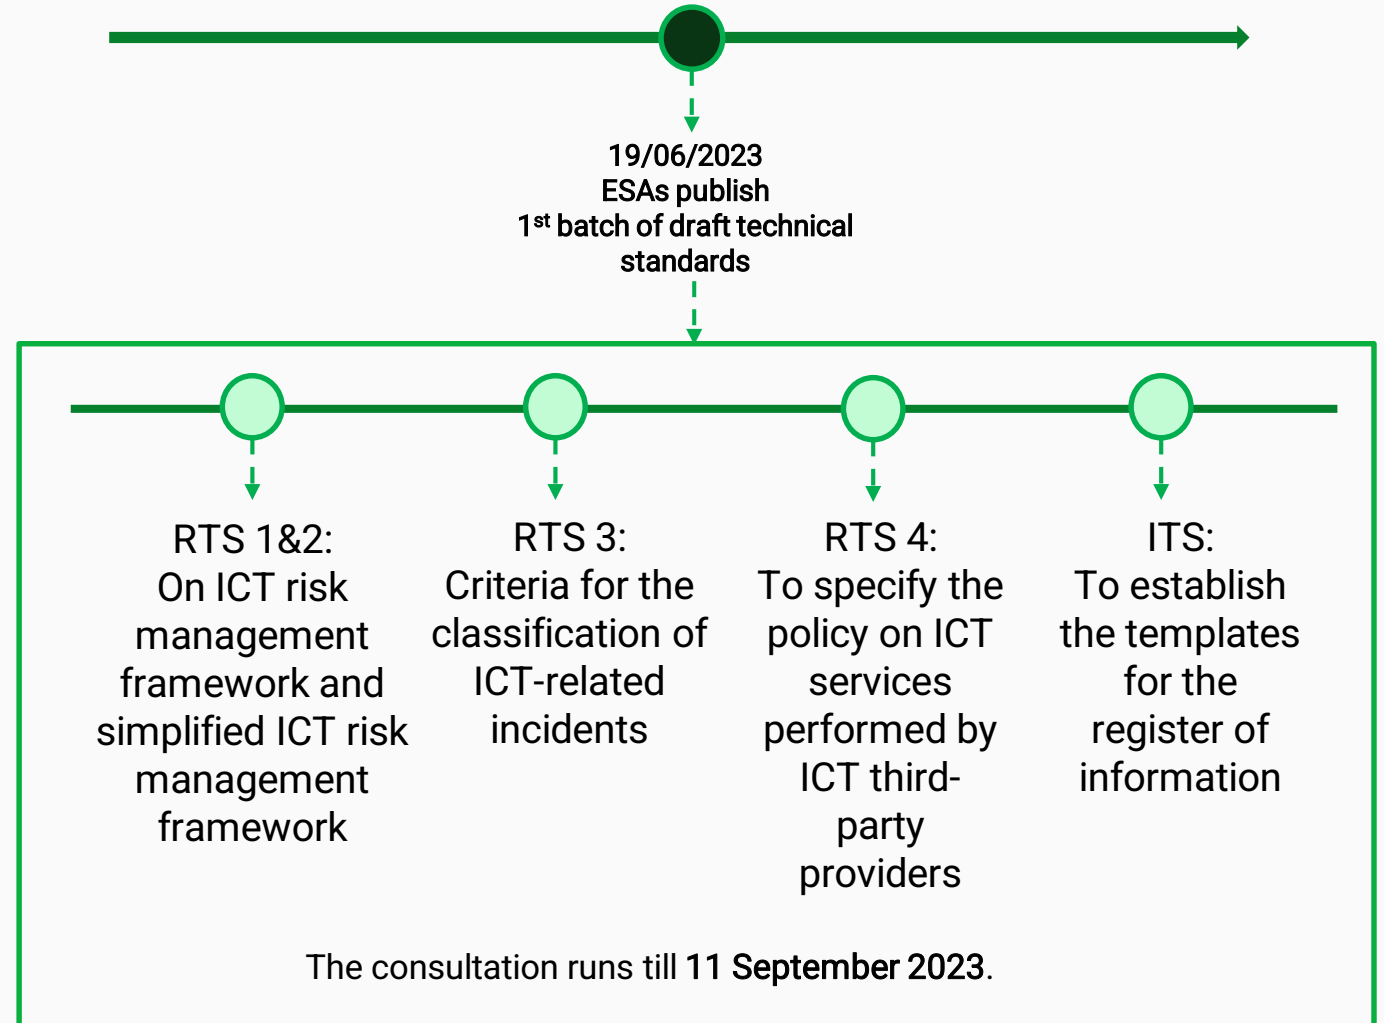 19/06/2023
ESAs publish
1st batch of draft technical
standards
RTS 1&2:
On ICT risk
management
framework and
simplified ICT risk
management
framework
RTS 3:
Criteria for the
classification of
ICT-related
incidents
RTS 4:
To specify the
policy on ICT
services
performed by
ICT third-
party
providers
ITS:
To establish
the templates
for the
register of
information
The consultation runs till 11 September 2023.